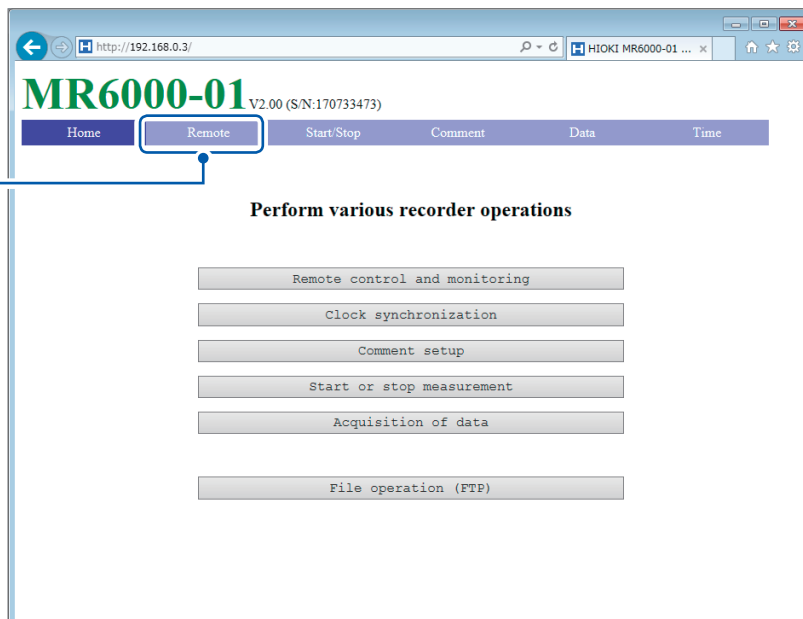 http://192.168.0.3/
HIOKI MR6000-01 ...
MR6000-01 V2.00 (S/N:170733473)
Home Remote Start/Stop Comment Data Time
Perform various recorder operations
Remote control and monitoring
Clock synchronization
Comment setup
Start or stop measurement
Acquisition of data
File operation (FTP)